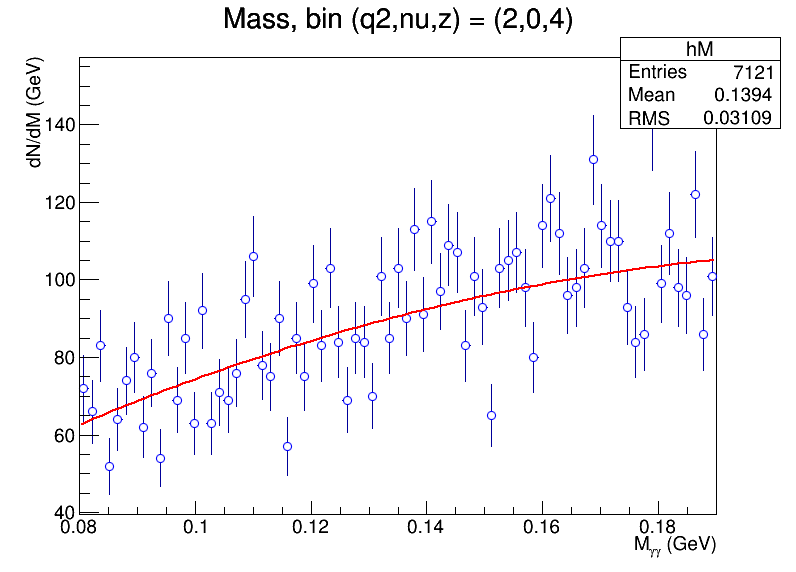 Mass, bin (q2,nu,z) = (2,0,4)
hM
Entries 7121
Mean 0.1394
RMS 0.03109
dN/dM (GeV)
140
120
100
80
60
40
0.08 0.1 0.12 0.14 0.16 0.18
Mγγ (GeV)